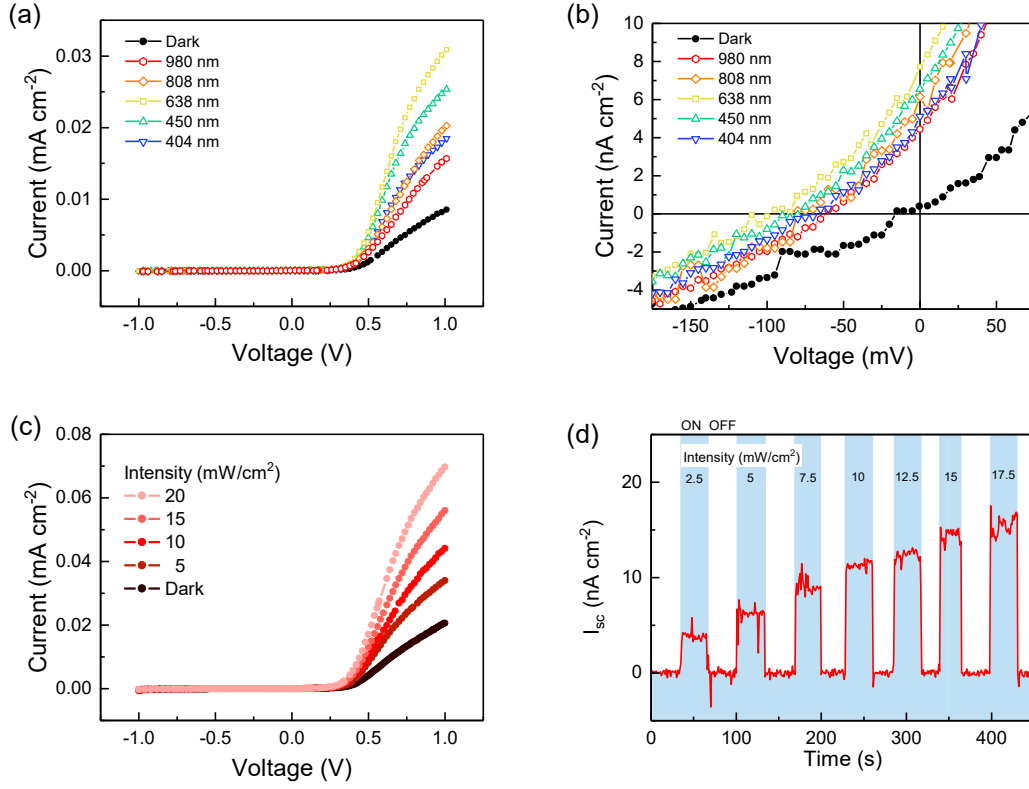 (a)
Current (mA cm-2)
0.03
0.02
0.01
0.00
Dark
980 nm
808 nm
638 nm
450 nm
404 nm
-1.0 -0.5 0.0 0.5 1.0
Voltage (V)
(b)
Current (nA cm-2)
10
8
6
4
2
0
-2
-4
Dark
980 nm
808 nm
638 nm
450 nm
404 nm
-150 -100 -50 0 50
Voltage (mV)
(c)
Current (mA cm-2)
0.08
0.06
0.04
0.02
0.00
Intensity (mW/cm2)
20
15
10
5
Dark
-1.0 -0.5 0.0 0.5 1.0
Voltage (V)
(d)
ON OFF
Intensity (mW/cm2)
2.5 5 7.5 10 12.5 15 17.5
Isc (nA cm-2)
20
10
0
0 100 200 300 400
Time (s)